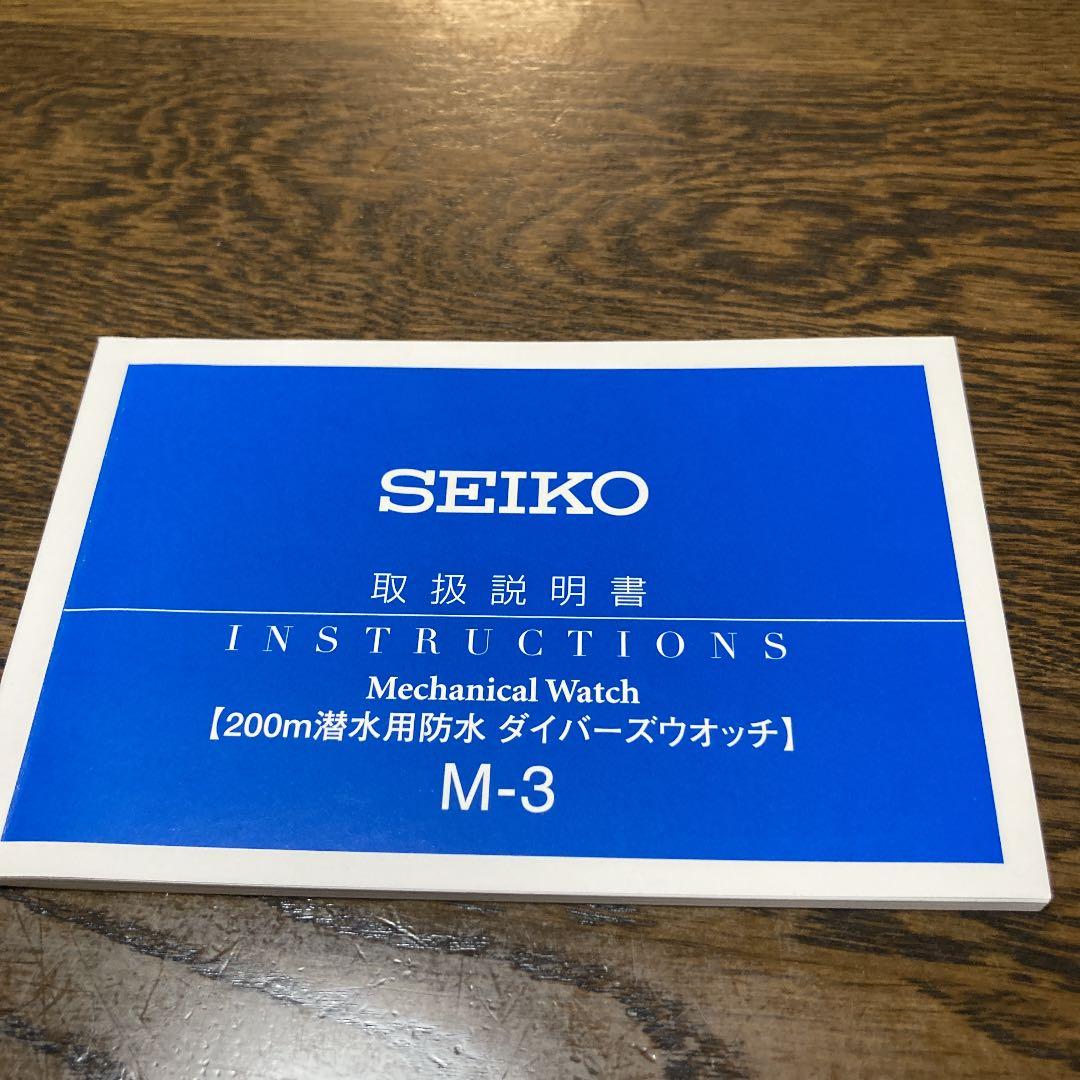 SEIKO
取扱説明書
INSTRUCTIONS
Mechanical Watch
【200m潜水用防水 ダイバーズウオッチ】
M-3